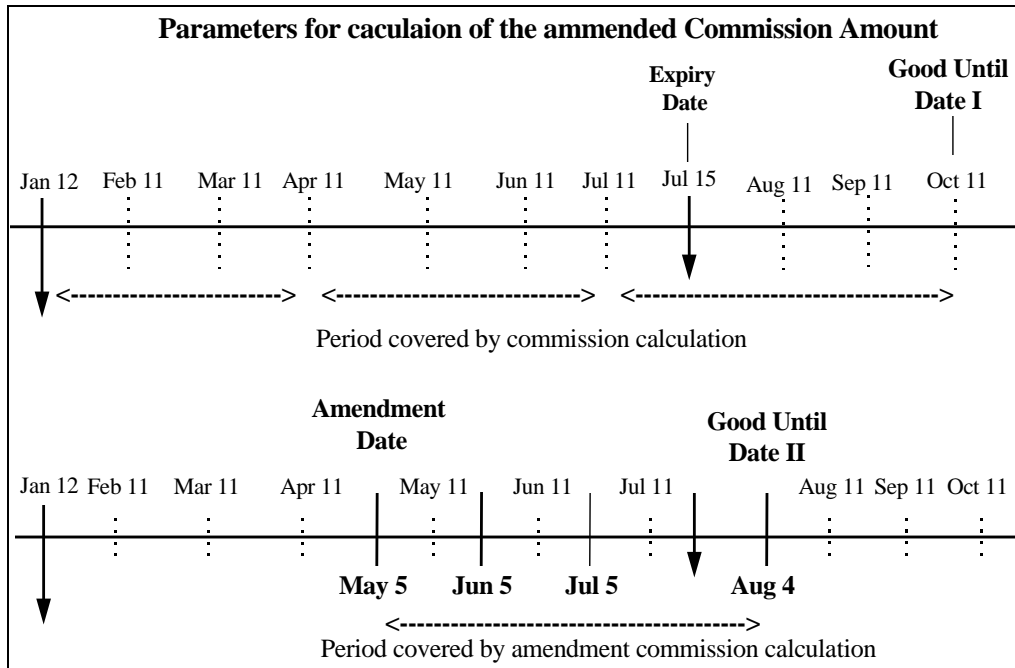 Parameters for caculaion of the ammended Commission Amount
Expiry
Date
Good Until
Date I
Jan 12 Feb 11 Mar 11 Apr 11 May 11 Jun 11 Jul 11 Jul 15 Aug 11 Sep 11 Oct 11
Period covered by commission calculation
Amendment
Date
Good Until
Date II
Jan 12 Feb 11 Mar 11 Apr 11 May 11 Jun 11 Jul 11 Aug 11 Sep 11 Oct 11
May 5 Jun 5 Jul 5 Aug 4
Period covered by amendment commission calculation